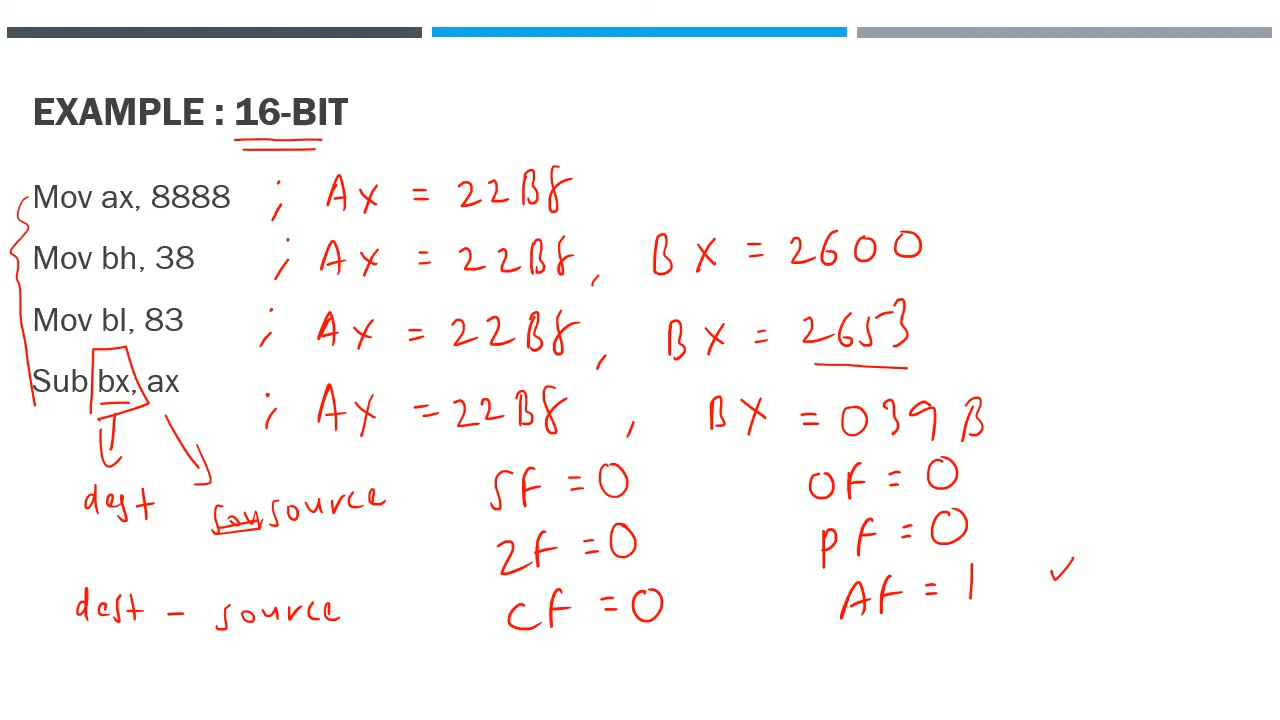 EXAMPLE : 16-BIT
Mov ax, 8888 ; AX = 22B8
Mov bh, 38 ; AX = 22B8, BX = 2600
Mov bl, 83 ; AX = 22B8, BX = 2653
Sub bx, ax ; AX = 22B8, BX = 039B
dest source SF = 0 OF = 0
ZF = 0 PF = 0
dest - source CF = 0 AF = 1 ✓